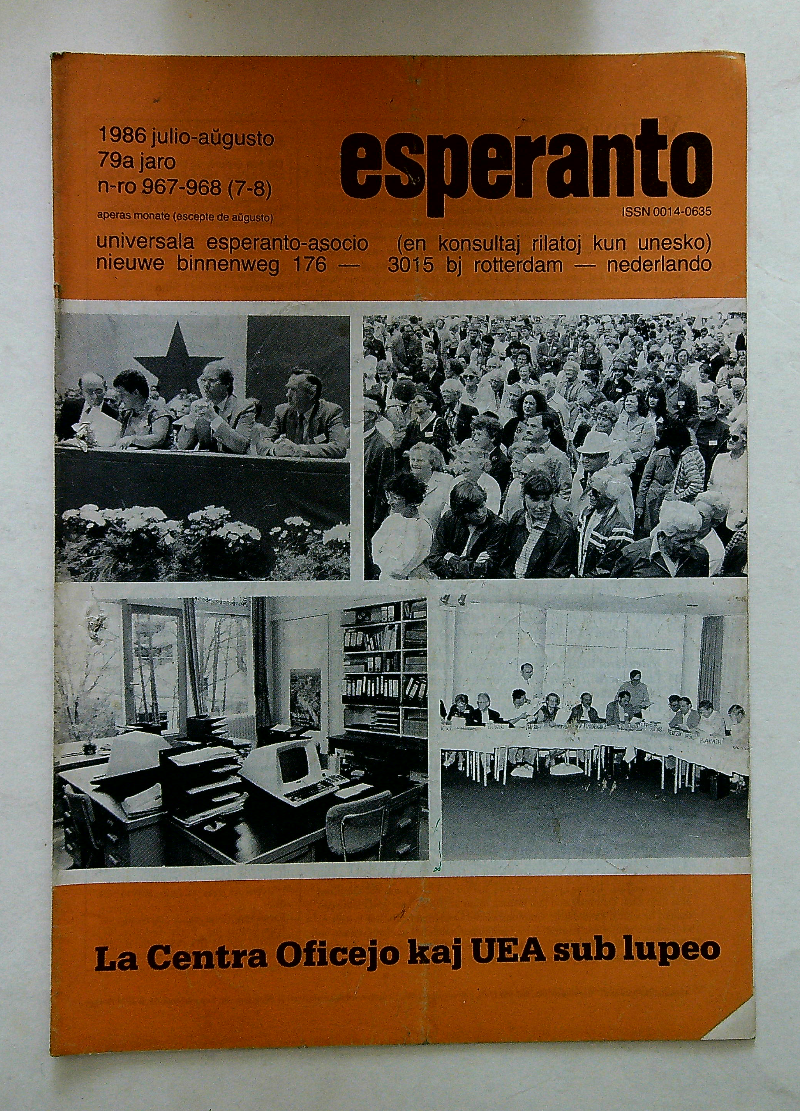 1986 julio-aŭgusto
79a jaro
n-ro 967-968 (7-8)
aperas monate (escepte de aŭgusto)
esperanto
ISSN 0014-0635
universala esperanto-asocio (en konsultaj rilatoj kun unesko)
nieuwe binnenweg 176 — 3015 bj rotterdam — nederlando
La Centra Oficejo kaj UEA sub lupeo